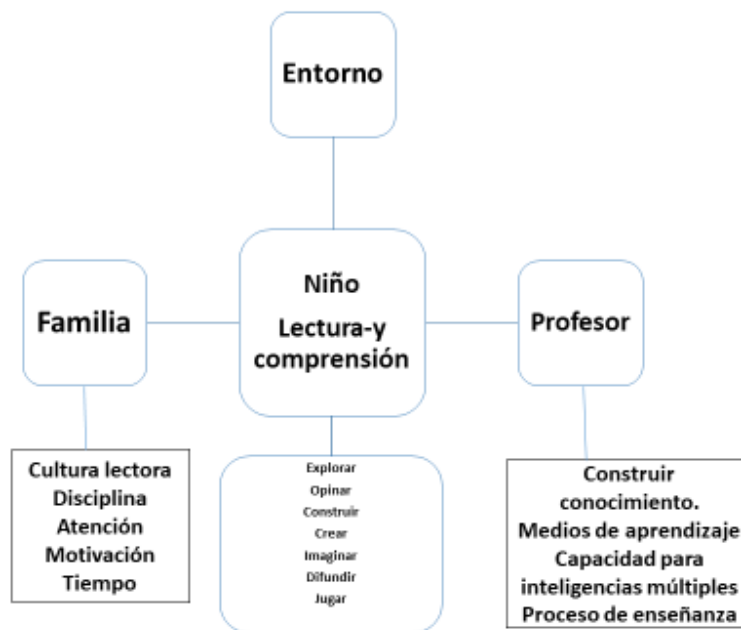 Entorno
Niño
Lectura-y
comprensión
Familia
Profesor
Cultura lectora
Disciplina
Atención
Motivación
Tiempo
Explorar
Opinar
Construir
Crear
Imaginar
Difundir
Jugar
Construir
conocimiento.
Medios de aprendizaje
Capacidad para
inteligencias múltiples
Proceso de enseñanza